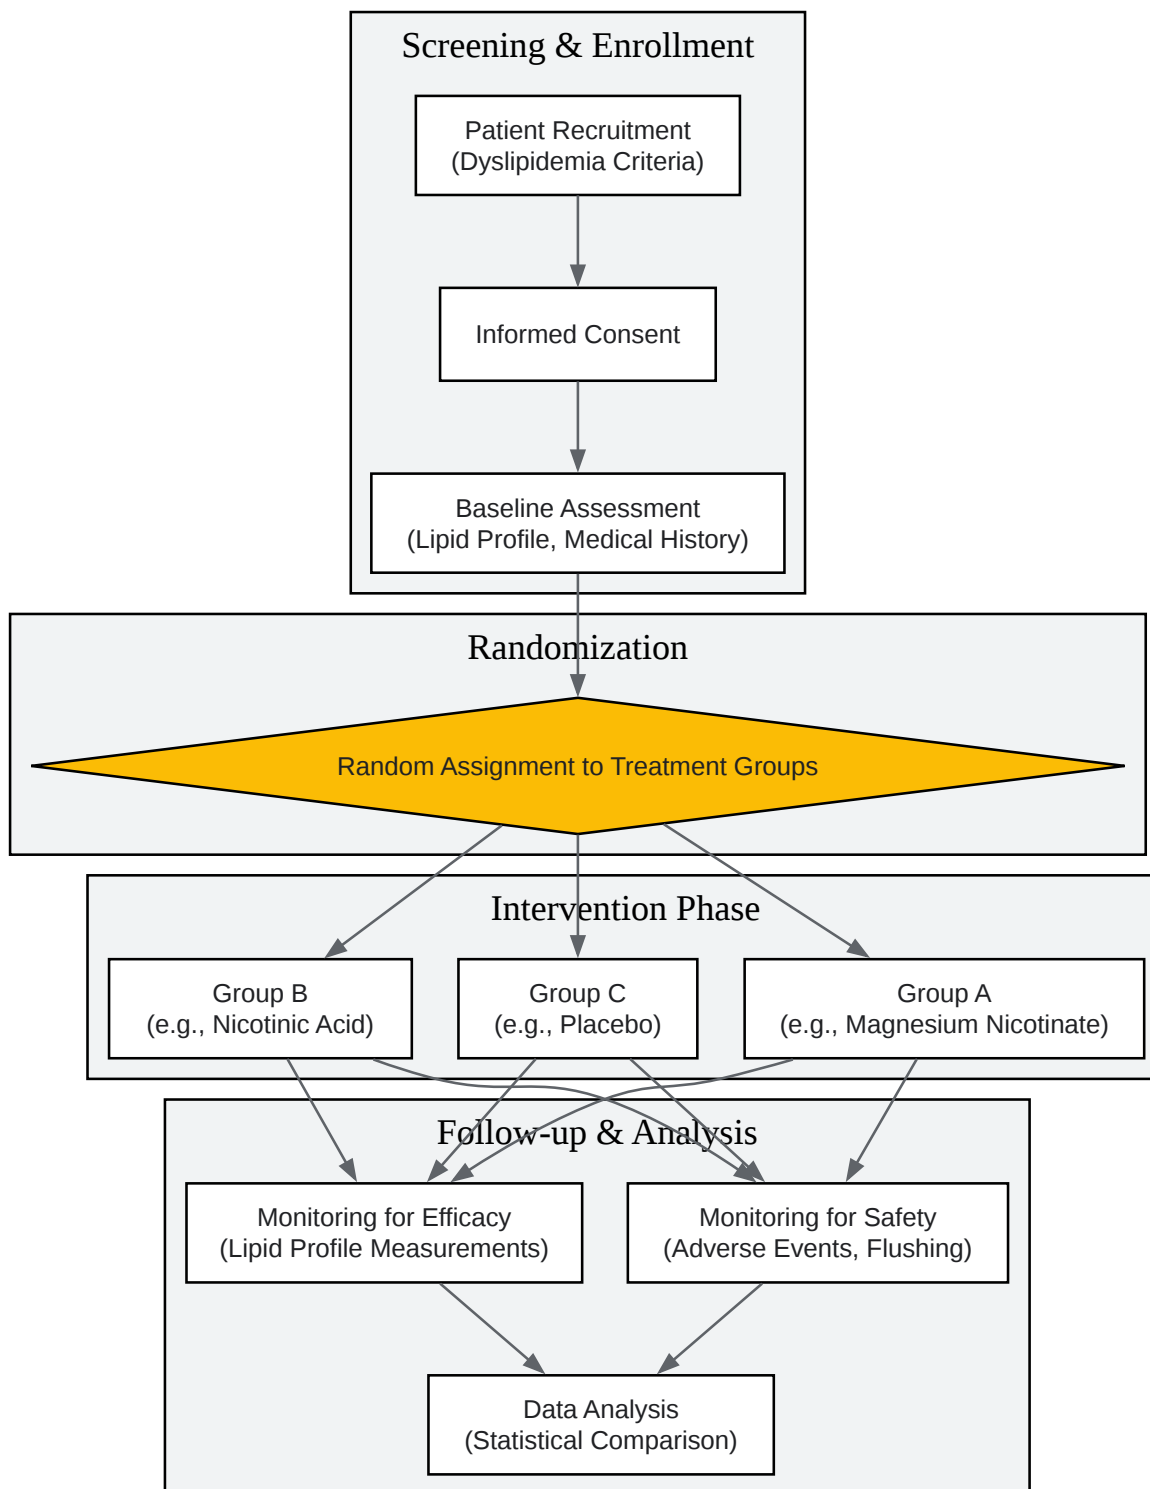 Screening & Enrollment
Patient Recruitment
(Dyslipidemia Criteria)
Informed Consent
Baseline Assessment
(Lipid Profile, Medical History)
Randomization
Random Assignment to Treatment Groups
Intervention Phase
Group B
(e.g., Nicotinic Acid)
Group C
(e.g., Placebo)
Group A
(e.g., Magnesium Nicotinate)
Follow-up & Analysis
Monitoring for Efficacy
(Lipid Profile Measurements)
Monitoring for Safety
(Adverse Events, Flushing)
Data Analysis
(Statistical Comparison)